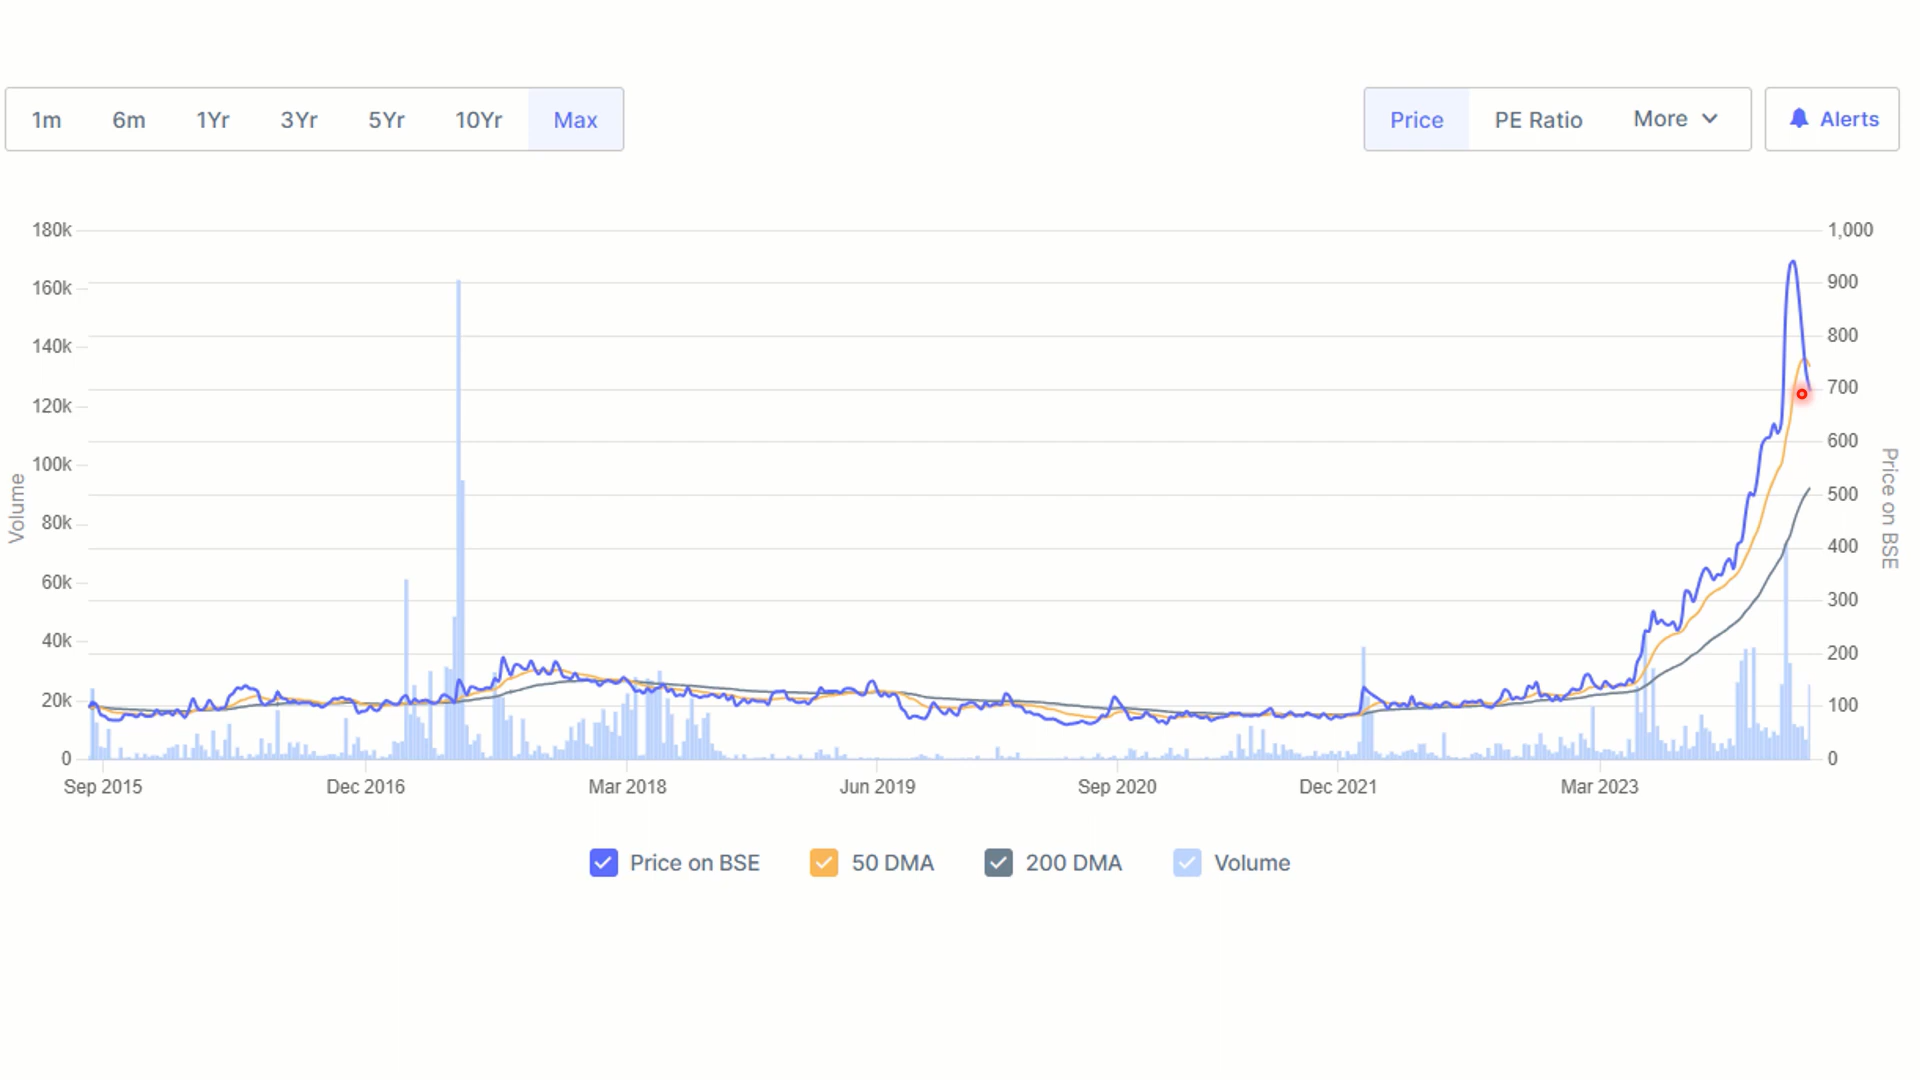 1m 6m 1Yr 3Yr 5Yr 10Yr Max Price PE Ratio More Alerts
180k 1,000
160k 900
140k 800
120k 700
100k 600
80k 500
60k 400
40k 300
20k 200
0 100
0
Volume
Price on BSE
Sep 2015 Dec 2016 Mar 2018 Jun 2019 Sep 2020 Dec 2021 Mar 2023
Price on BSE 50 DMA 200 DMA Volume